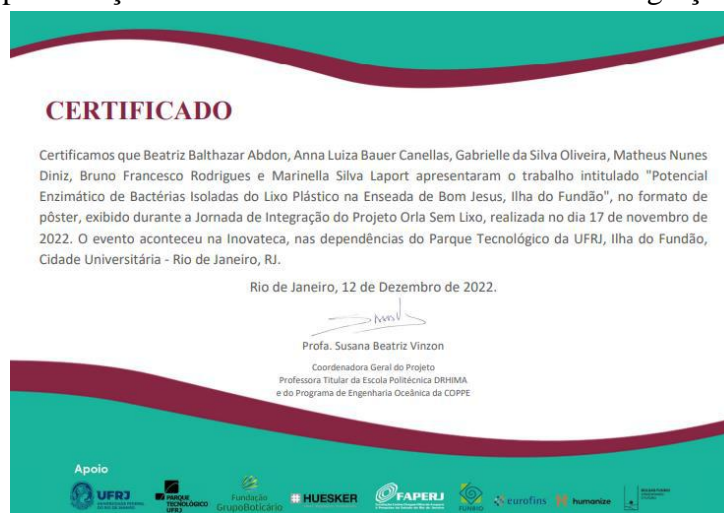 CERTIFICADO
Certificamos que Beatriz Balthazar Abdon, Anna Luiza Bauer Canellas, Gabrielle da Silva Oliveira, Matheus Nunes
Diniz, Bruno Francesco Rodrigues e Marinella Silva Laport apresentaram o trabalho intitulado "Potencial
Enzimático de Bactérias Isoladas do Lixo Plástico na Enseada de Bom Jesus, Ilha do Fundão", no formato de
pôster, exibido durante a Jornada de Integração do Projeto Orla Sem Lixo, realizada no dia 17 de novembro de
2022. O evento aconteceu na Inovateca, nas dependências do Parque Tecnológico da UFRJ, Ilha do Fundão,
Cidade Universitária - Rio de Janeiro, RJ.
Rio de Janeiro, 12 de Dezembro de 2022.
Profa. Susana Beatriz Vinzon
Coordenadora Geral do Projeto
Professora Titular da Escola Politécnica DRHIMA
e do Programa de Engenharia Oceânica da COPPE
Apoio
UFRJ
PARQUE
TECNOLÓGICO
UFRJ
Fundação
GrupoBoticário
HUESKER
FAPERJ
FUNBIO
eurofins
humanize